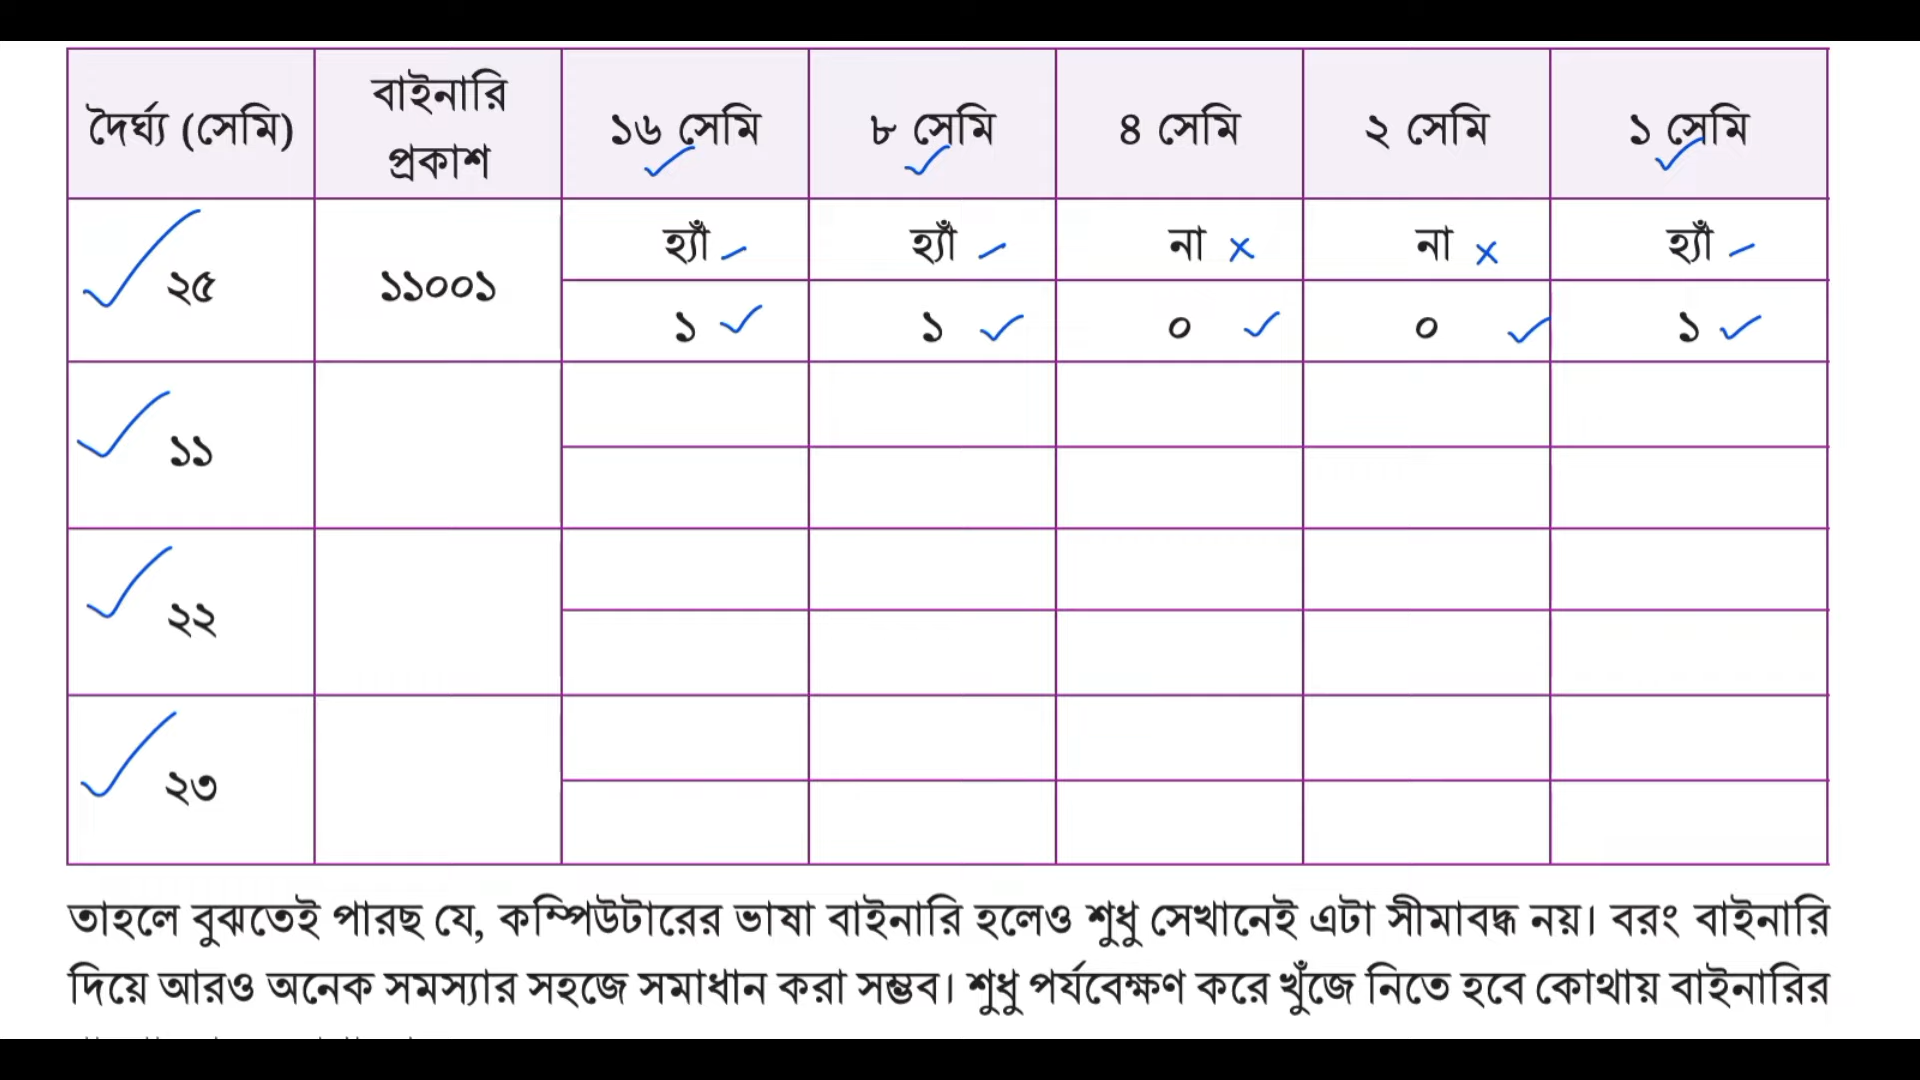 দৈর্ঘ্য (সেমি) বাইনারি প্রকাশ ১৬ সেমি ৮ সেমি ৪ সেমি ২ সেমি ১ সেমি
২৫ ১১০০১ হ্যাঁ হ্যাঁ না না হ্যাঁ
১ ১ ০ ০ ১
১১
২২
২৩
তাহলে বুঝতেই পারছ যে, কম্পিউটারের ভাষা বাইনারি হলেও শুধু সেখানেই এটা সীমাবদ্ধ নয়। বরং বাইনারি
দিয়ে আরও অনেক সমস্যার সহজে সমাধান করা সম্ভব। শুধু পর্যবেক্ষণ করে খুঁজে নিতে হবে কোথায় বাইনারির